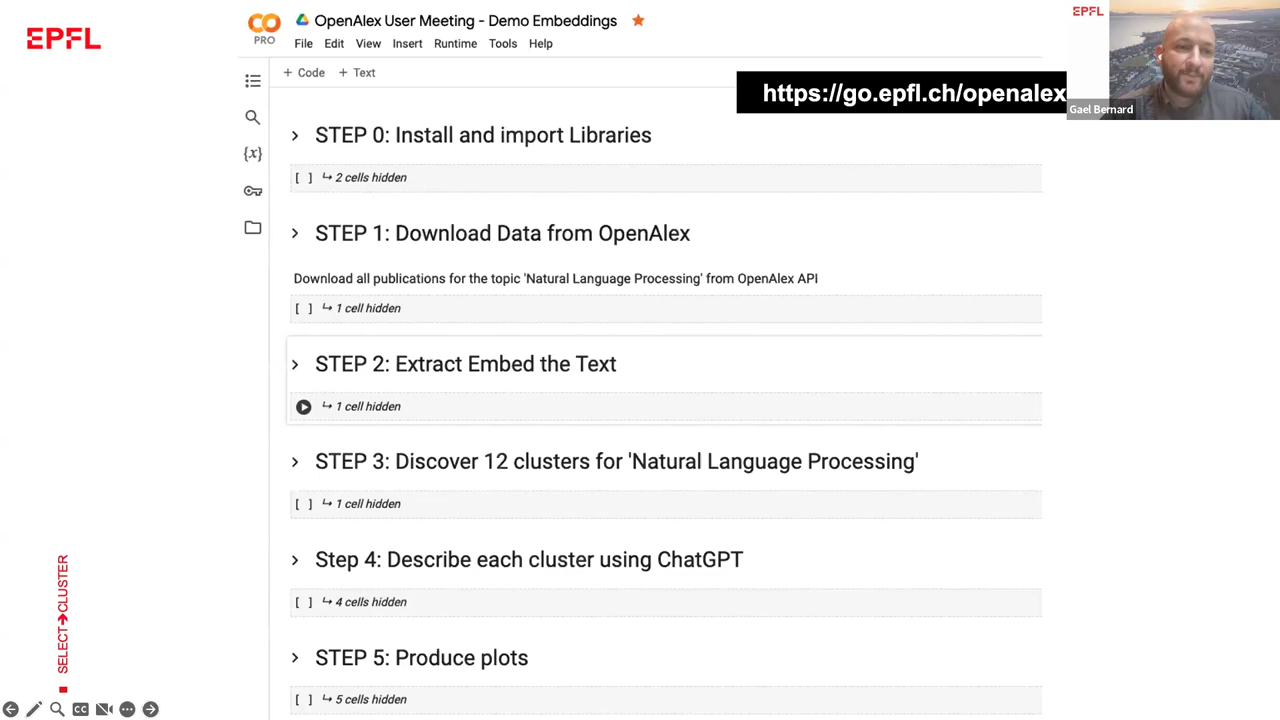 EPFL
PRO
OpenAlex User Meeting - Demo Embeddings
File Edit View Insert Runtime Tools Help
+ Code + Text
https://go.epfl.ch/openalex
EPFL
Gael Bernard
{x}
STEP 0: Install and import Libraries
[ ] ↳ 2 cells hidden
STEP 1: Download Data from OpenAlex
Download all publications for the topic 'Natural Language Processing' from OpenAlex API
[ ] ↳ 1 cell hidden
STEP 2: Extract Embed the Text
↳ 1 cell hidden
STEP 3: Discover 12 clusters for 'Natural Language Processing'
[ ] ↳ 1 cell hidden
Step 4: Describe each cluster using ChatGPT
[ ] ↳ 4 cells hidden
STEP 5: Produce plots
[ ] ↳ 5 cells hidden
SELECT→CLUSTER
CC